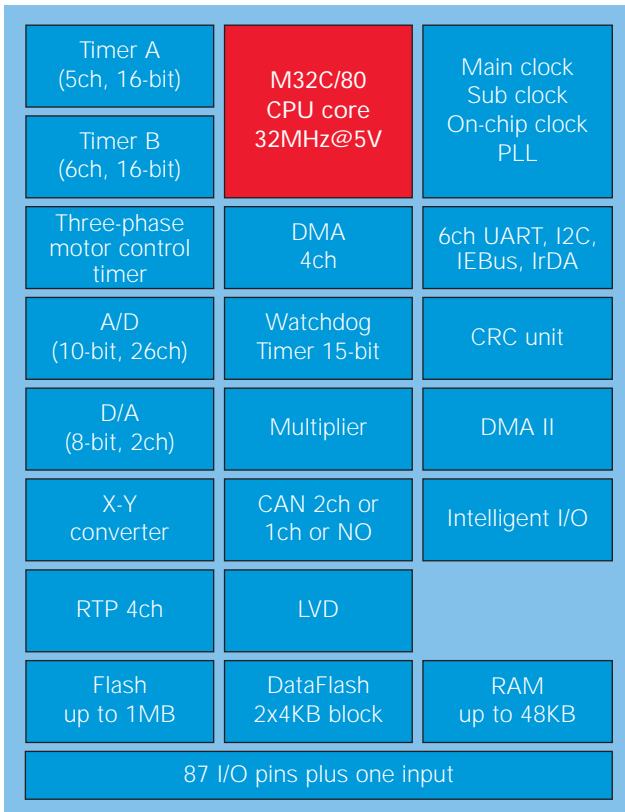 Timer A
(5ch, 16-bit)
M32C/80
CPU core
32MHz@5V
Main clock
Sub clock
On-chip clock
PLL
Timer B
(6ch, 16-bit)
Three-phase
motor control
timer
DMA
4ch
6ch UART, I2C,
IEBus, IrDA
A/D
(10-bit, 26ch)
Watchdog
Timer 15-bit
CRC unit
D/A
(8-bit, 2ch)
Multiplier
DMA II
X-Y
converter
CAN 2ch or
1ch or NO
Intelligent I/O
RTP 4ch
LVD
Flash
up to 1MB
DataFlash
2x4KB block
RAM
up to 48KB
87 I/O pins plus one input